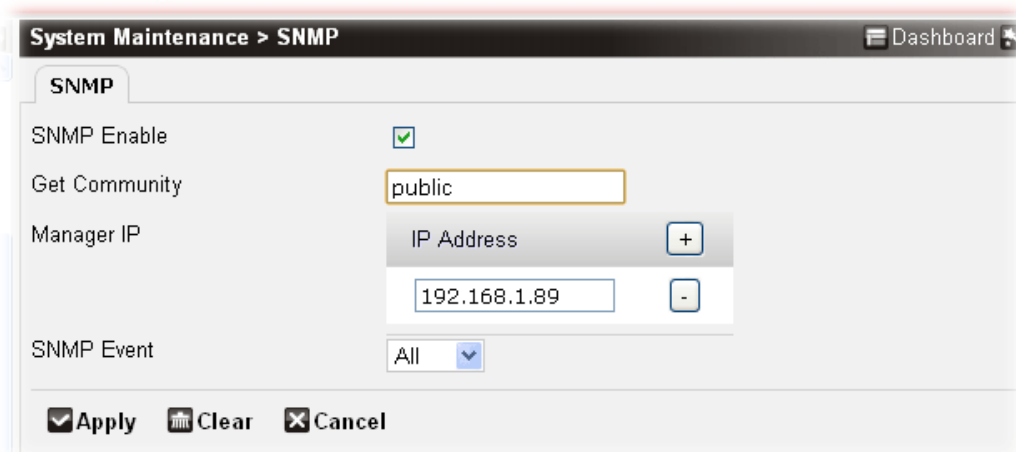 System Maintenance > SNMP Dashboard
SNMP
SNMP Enable
Get Community public
Manager IP IP Address +
192.168.1.89 -
SNMP Event All
Apply Clear Cancel